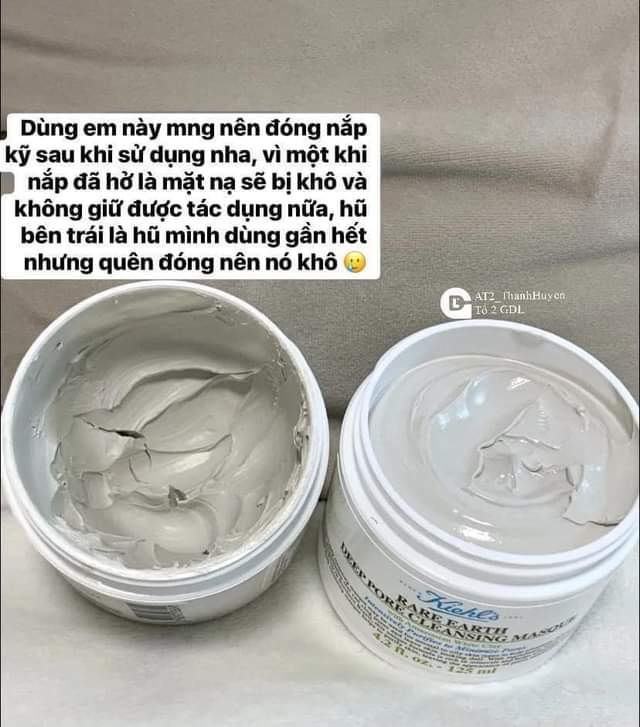 Dùng em này mng nên đóng nắp
kỹ sau khi sử dụng nha, vì một khi
nắp đã hở là mặt nạ sẽ bị khô và
không giữ được tác dụng nữa, hũ
bên trái là hũ mình dùng gần hết
nhưng quên đóng nên nó khô 🥲
AT2_ThanhHuyen
Tổ 2 GDL
Kiehl's
RARE EARTH
DEEP PORE CLEANSING MASQUE
4.2 fl. oz. - 125 ml